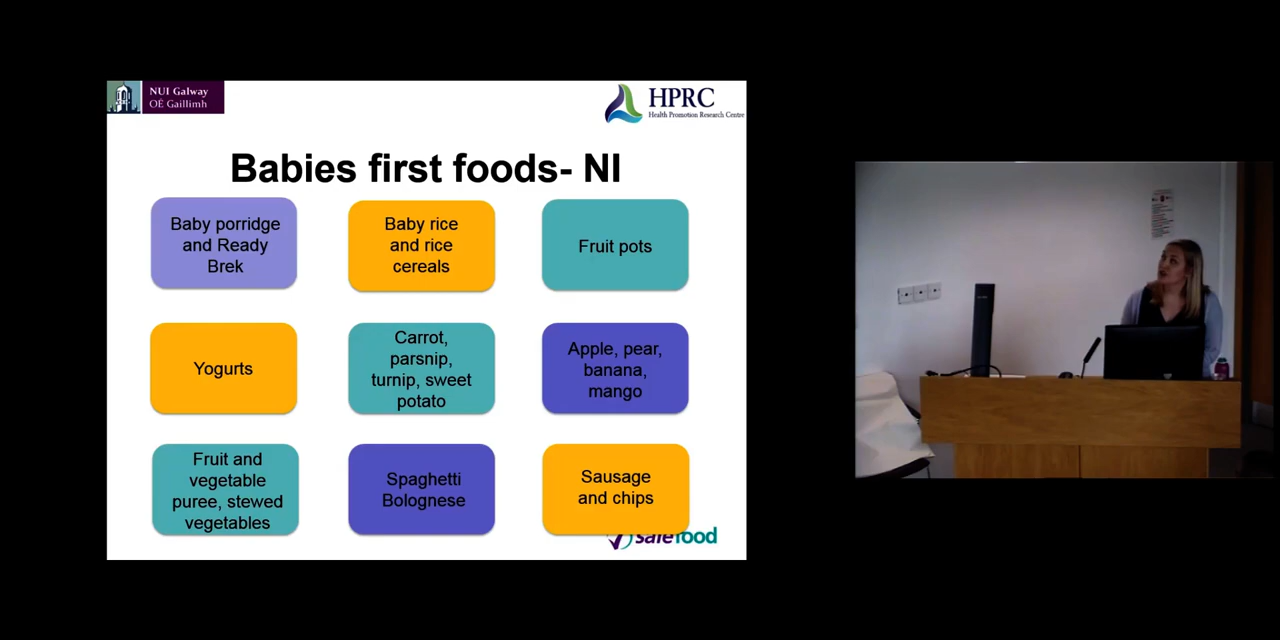 NUI Galway
OÉ Gaillimh
HPRC
Health Promotion Research Centre
Babies first foods- NI
Baby porridge
and Ready
Brek
Baby rice
and rice
cereals
Fruit pots
Yogurts
Carrot,
parsnip,
turnip, sweet
potato
Apple, pear,
banana,
mango
Fruit and
vegetable
puree, stewed
vegetables
Spaghetti
Bolognese
Sausage
and chips
safefood